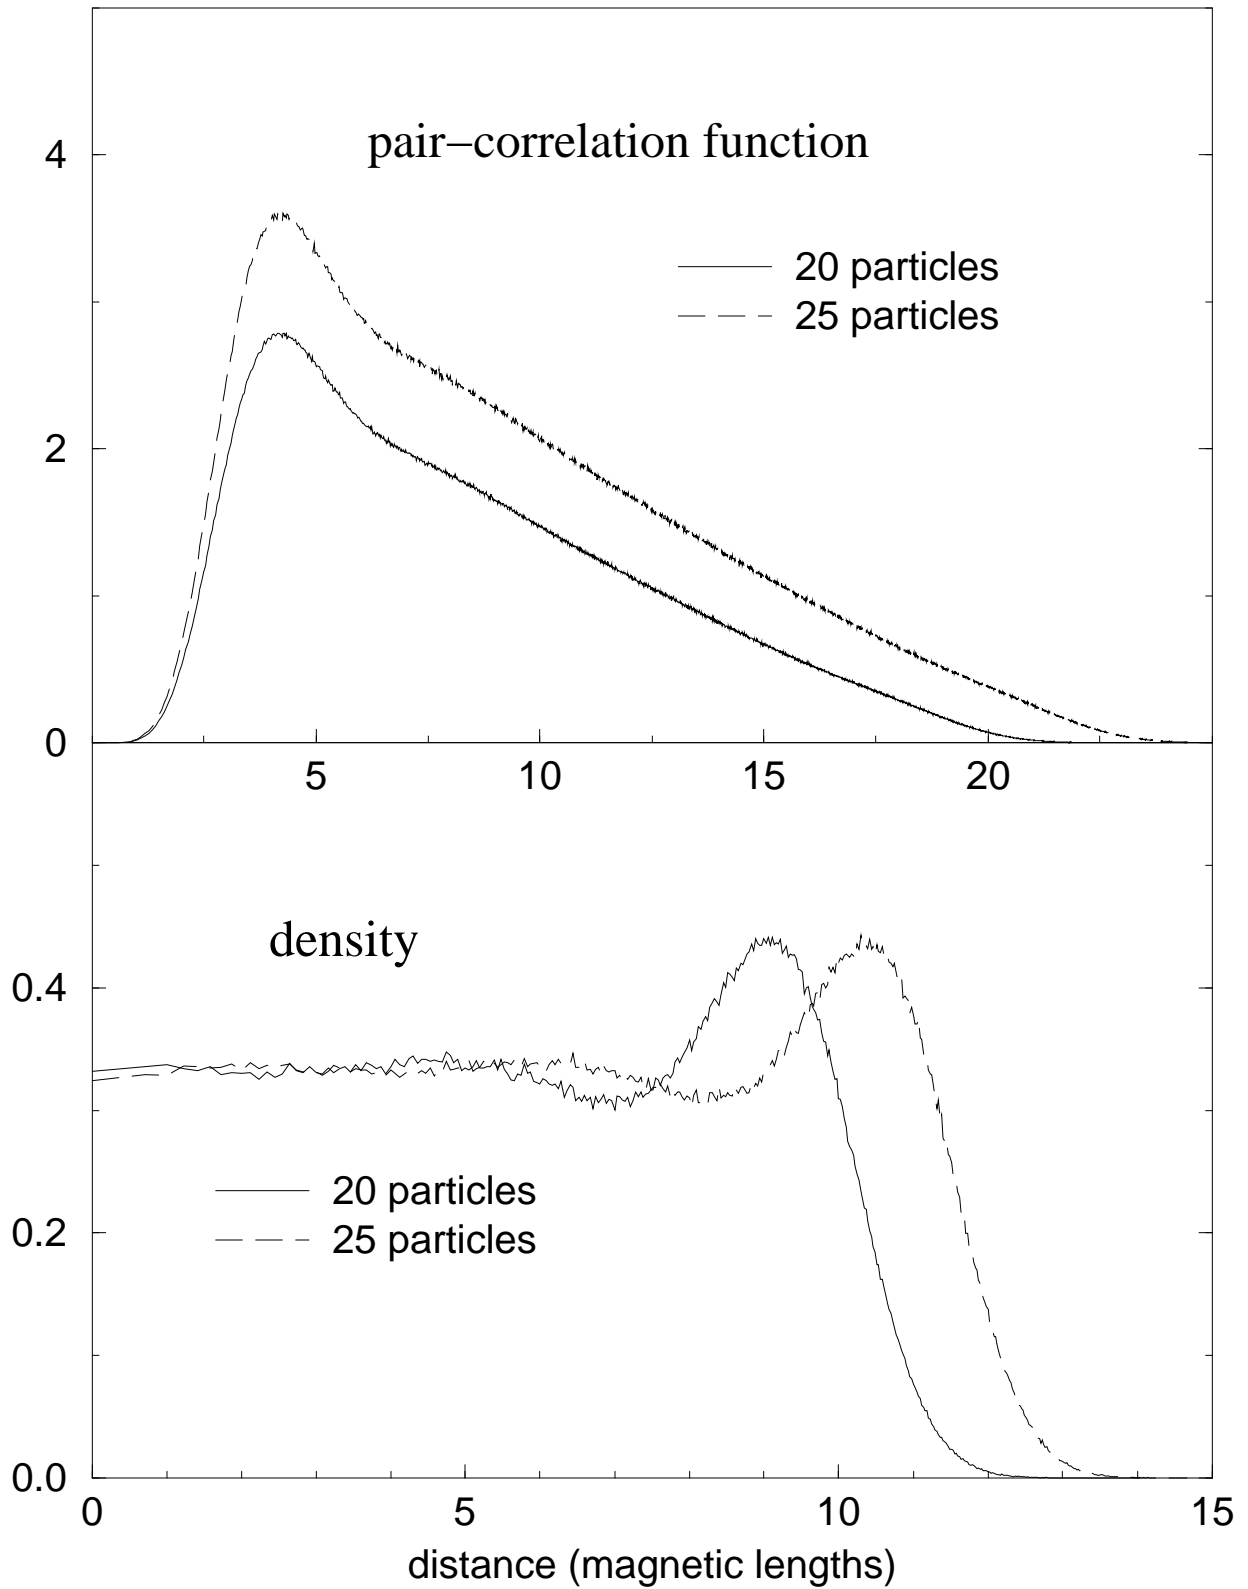 4
pair−correlation function
20 particles
25 particles
2
0
5 10 15 20
density
0.4
20 particles
25 particles
0.2
0.0
0 5 10 15
distance (magnetic lengths)